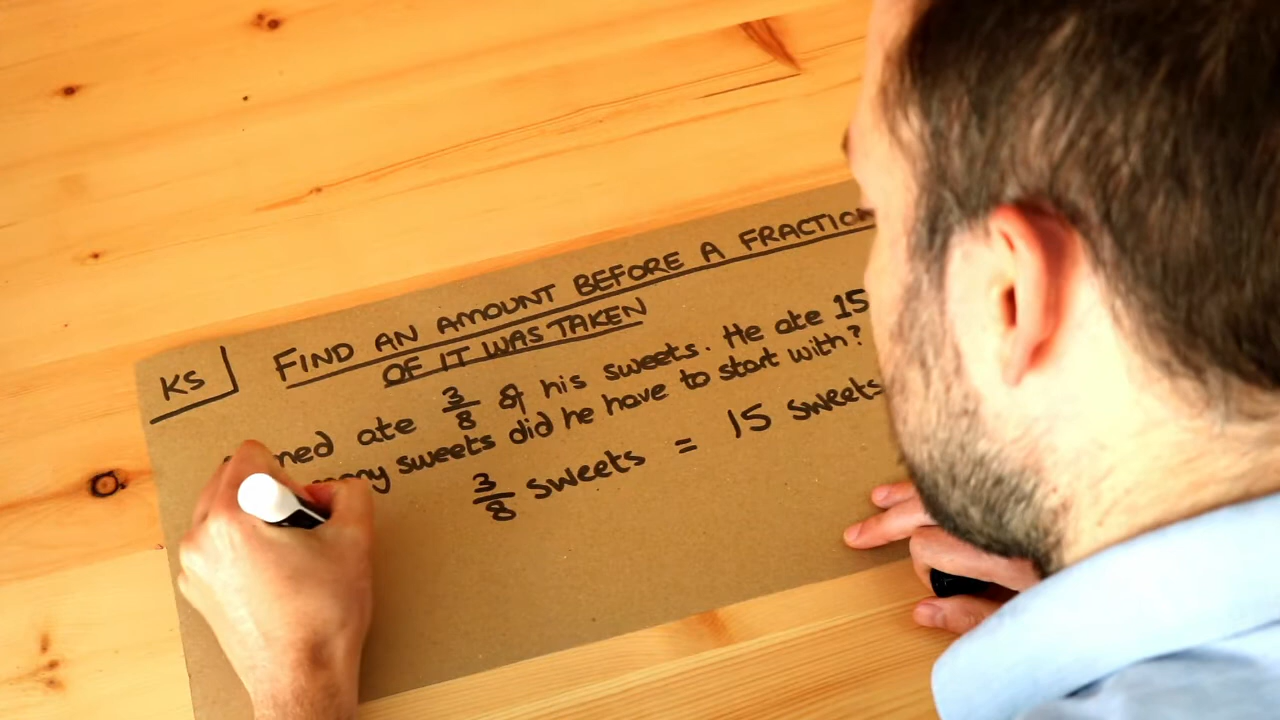 KS
FIND AN AMOUNT BEFORE A FRACTION
OF IT WAS TAKEN
ate 3/8 of his sweets. He ate 15
many sweets did he have to start with?
3/8 sweets = 15 sweets